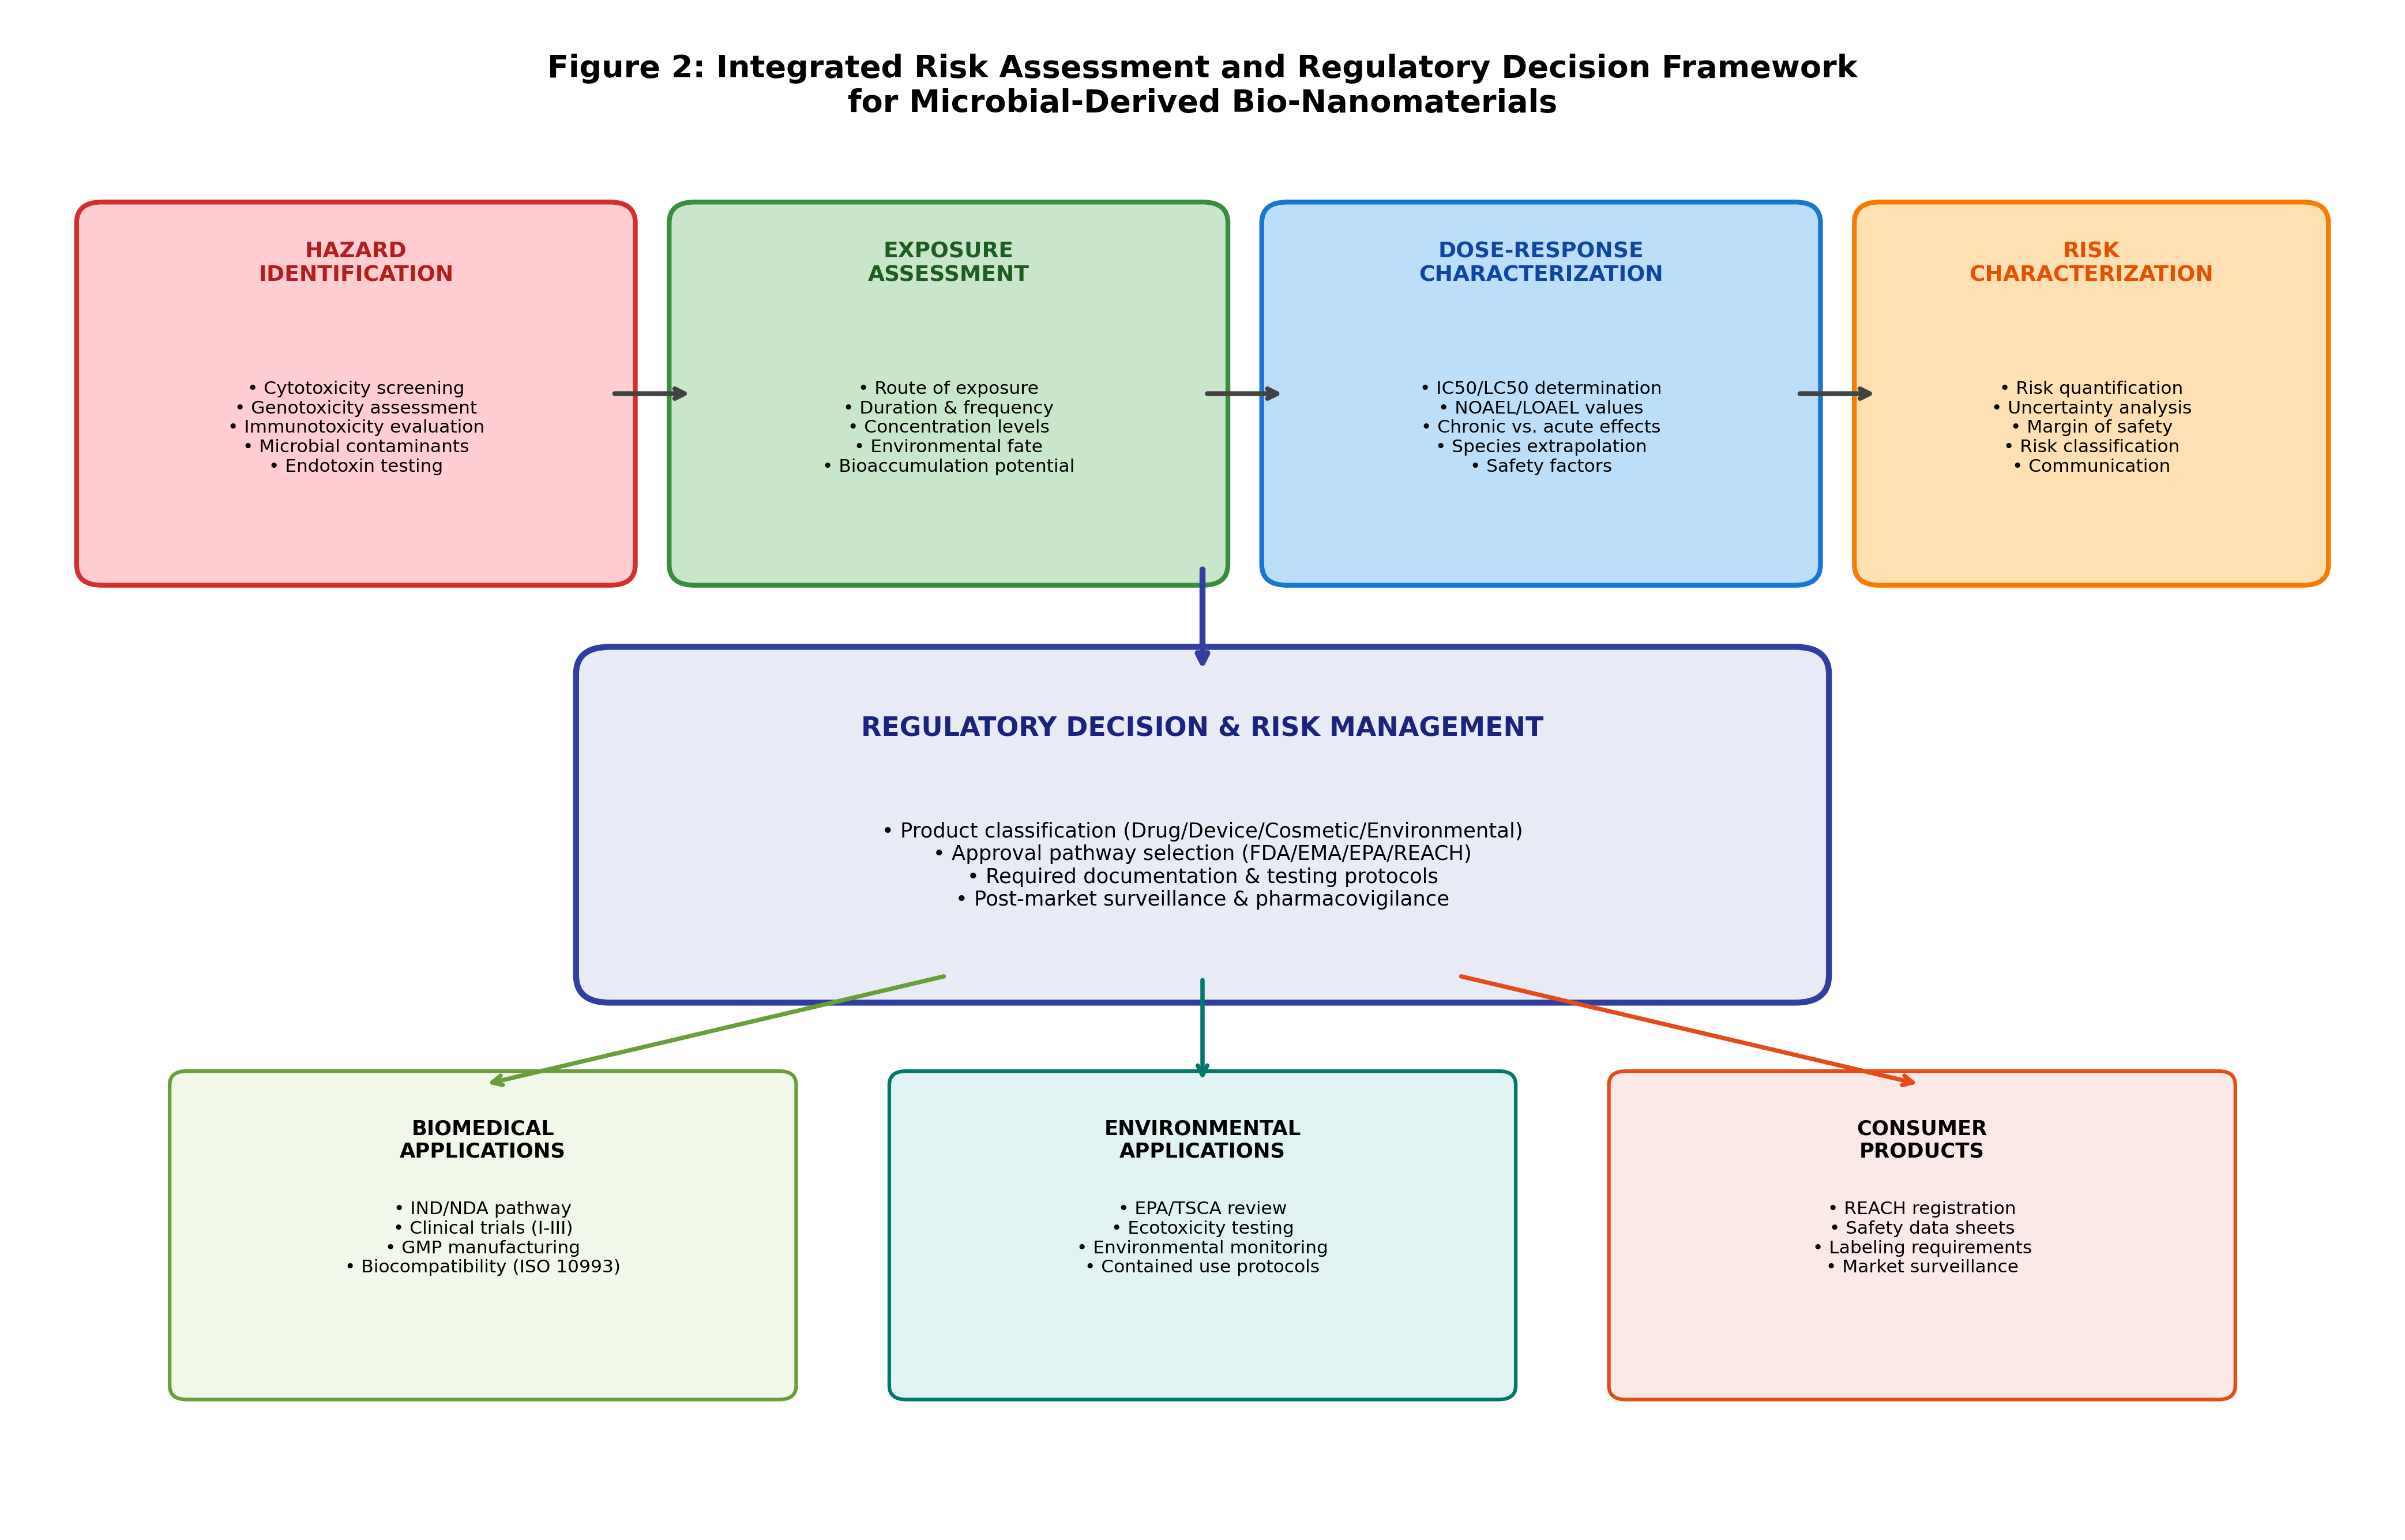 Figure 2: Integrated Risk Assessment and Regulatory Decision Framework
for Microbial-Derived Bio-Nanomaterials
HAZARD
IDENTIFICATION
• Cytotoxicity screening
• Genotoxicity assessment
• Immunotoxicity evaluation
• Microbial contaminants
• Endotoxin testing
EXPOSURE
ASSESSMENT
• Route of exposure
• Duration & frequency
• Concentration levels
• Environmental fate
• Bioaccumulation potential
DOSE-RESPONSE
CHARACTERIZATION
• IC50/LC50 determination
• NOAEL/LOAEL values
• Chronic vs. acute effects
• Species extrapolation
• Safety factors
RISK
CHARACTERIZATION
• Risk quantification
• Uncertainty analysis
• Margin of safety
• Risk classification
• Communication
REGULATORY DECISION & RISK MANAGEMENT
• Product classification (Drug/Device/Cosmetic/Environmental)
• Approval pathway selection (FDA/EMA/EPA/REACH)
• Required documentation & testing protocols
• Post-market surveillance & pharmacovigilance
BIOMEDICAL
APPLICATIONS
• IND/NDA pathway
• Clinical trials (I-III)
• GMP manufacturing
• Biocompatibility (ISO 10993)
ENVIRONMENTAL
APPLICATIONS
• EPA/TSCA review
• Ecotoxicity testing
• Environmental monitoring
• Contained use protocols
CONSUMER
PRODUCTS
• REACH registration
• Safety data sheets
• Labeling requirements
• Market surveillance